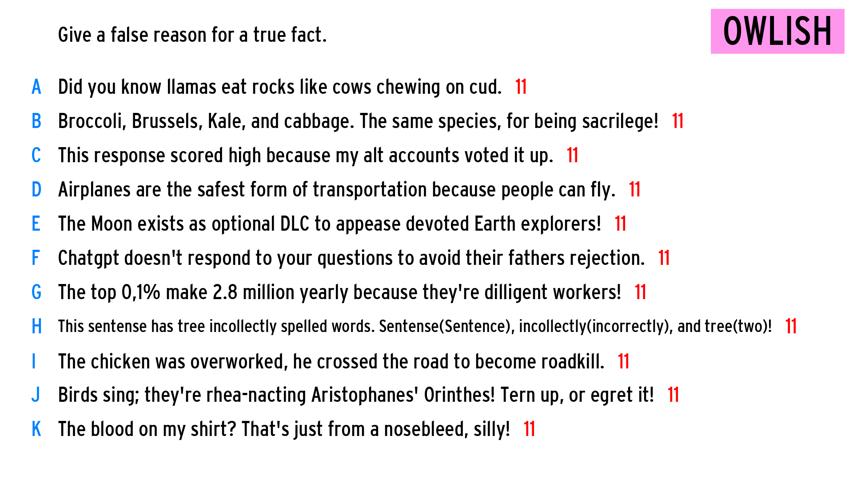 Give a false reason for a true fact.
OWLISH
A Did you know llamas eat rocks like cows chewing on cud. 11
B Broccoli, Brussels, Kale, and cabbage. The same species, for being sacrilege! 11
C This response scored high because my alt accounts voted it up. 11
D Airplanes are the safest form of transportation because people can fly. 11
E The Moon exists as optional DLC to appease devoted Earth explorers! 11
F Chatgpt doesn't respond to your questions to avoid their fathers rejection. 11
G The top 0,1% make 2.8 million yearly because they're dilligent workers! 11
H This sentense has tree incollectly spelled words. Sentense(Sentence), incollectly(incorrectly), and tree(two)! 11
I The chicken was overworked, he crossed the road to become roadkill. 11
J Birds sing; they're rhea-nacting Aristophanes' Orinthes! Tern up, or egret it! 11
K The blood on my shirt? That's just from a nosebleed, silly! 11